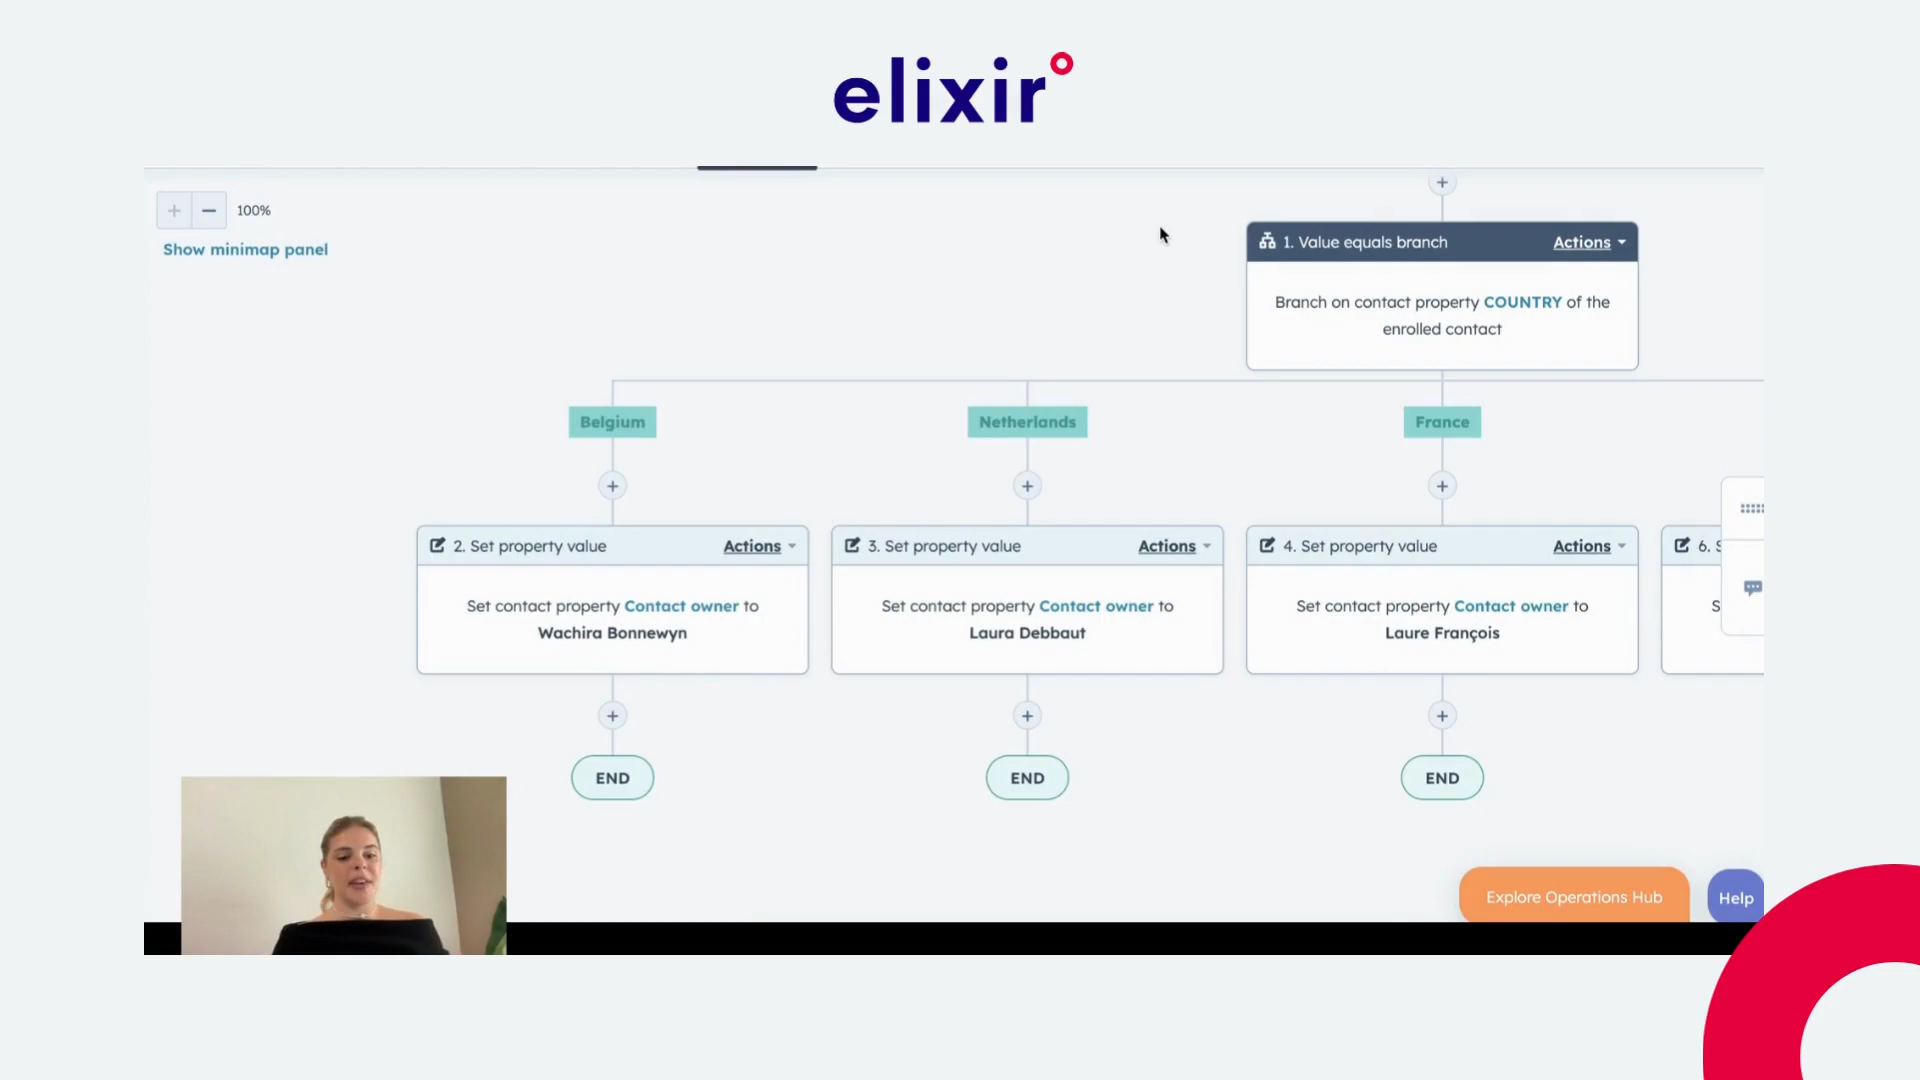 elixir
100%
Show minimap panel
1. Value equals branch Actions
Branch on contact property COUNTRY of the
enrolled contact
Belgium Netherlands France
2. Set property value Actions
Set contact property Contact owner to
Wachira Bonnewyn
3. Set property value Actions
Set contact property Contact owner to
Laura Debbaut
4. Set property value Actions
Set contact property Contact owner to
Laure François
6. S
S
END END END
Explore Operations Hub
Help